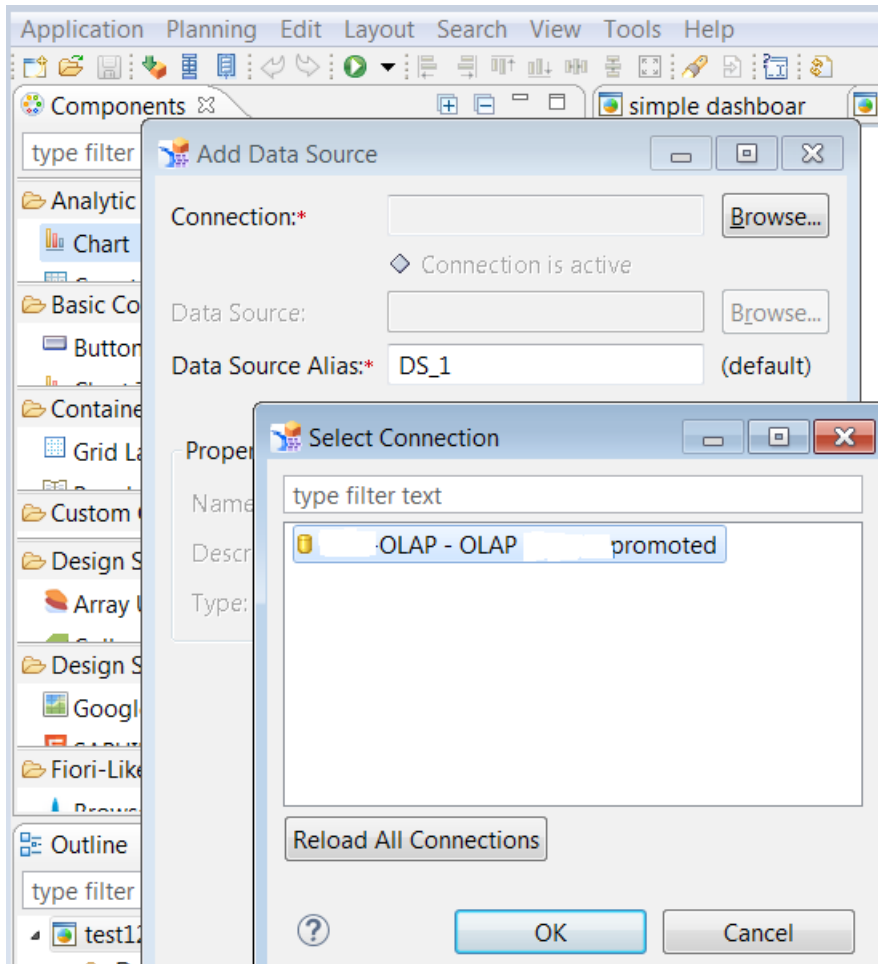 Application Planning Edit Layout Search View Tools Help
Components
simple dashboar
type filter
Add Data Source
Analytic
Connection:*
Browse...
Chart
Connection is active
Basic Co
Data Source:
Browse...
Button
Data Source Alias:*
DS_1
(default)
Containe
Grid La
Proper
Select Connection
Name
type filter text
Custom
-OLAP - OLAP promoted
Descr
Design S
Array
Type:
Design S
Googl
Fiori-Like
Reload All Connections
Outline
type filter
test12
OK
Cancel